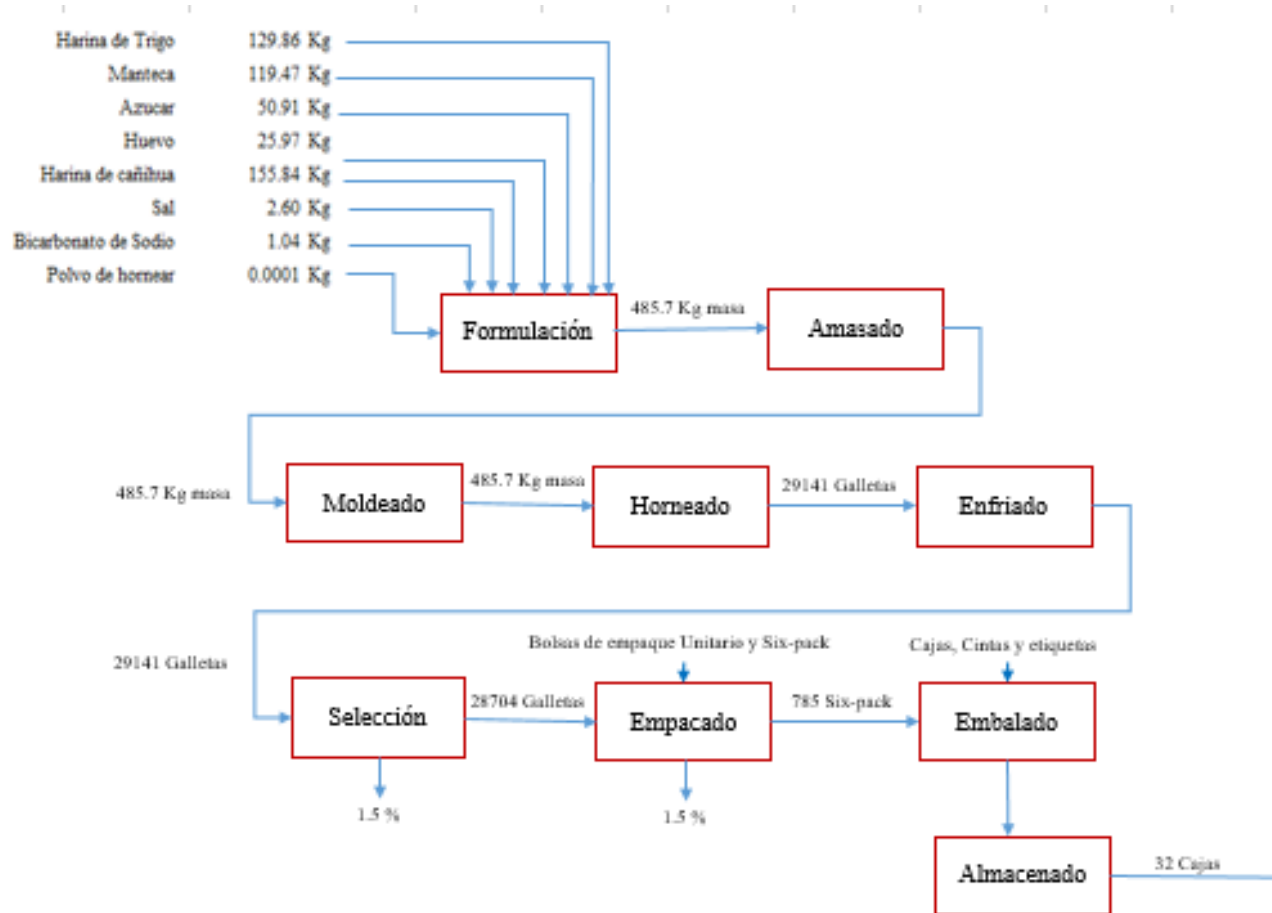 Harina de Trigo 129.86 Kg
Manteca 119.47 Kg
Azucar 50.91 Kg
Huevo 25.97 Kg
Harina de cañihua 155.84 Kg
Sal 2.60 Kg
Bicarbonato de Sodio 1.04 Kg
Polvo de hornear 0.0001 Kg
Formulación
485.7 Kg masa
Amasado
485.7 Kg masa
Moldeado
485.7 Kg masa
Horneado
29141 Galletas
Enfriado
29141 Galletas
Selección
1.5 %
28704 Galletas
Bolsas de empaque Unitario y Six-pack
Empacado
1.5 %
785 Six-pack
Cajas, Cintas y etiquetas
Embalado
Almacenado
32 Cajas